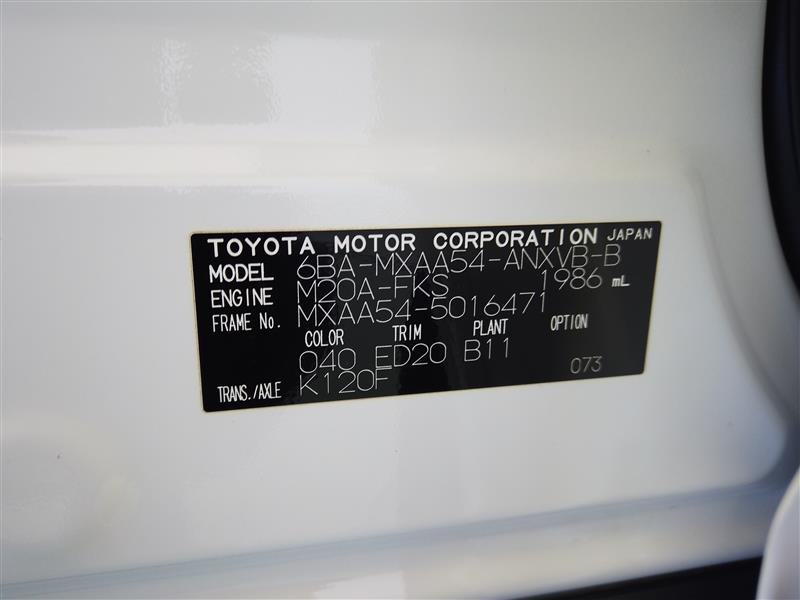 TOYOTA MOTOR CORPORATION JAPAN
MODEL 6BA-MXAA54-ANXVB-B
ENGINE M20A-FKS 1986 mL
FRAME No. MXAA54-5016471
COLOR TRIM PLANT OPTION
040 ED20 B11
TRANS./AXLE K120F 073